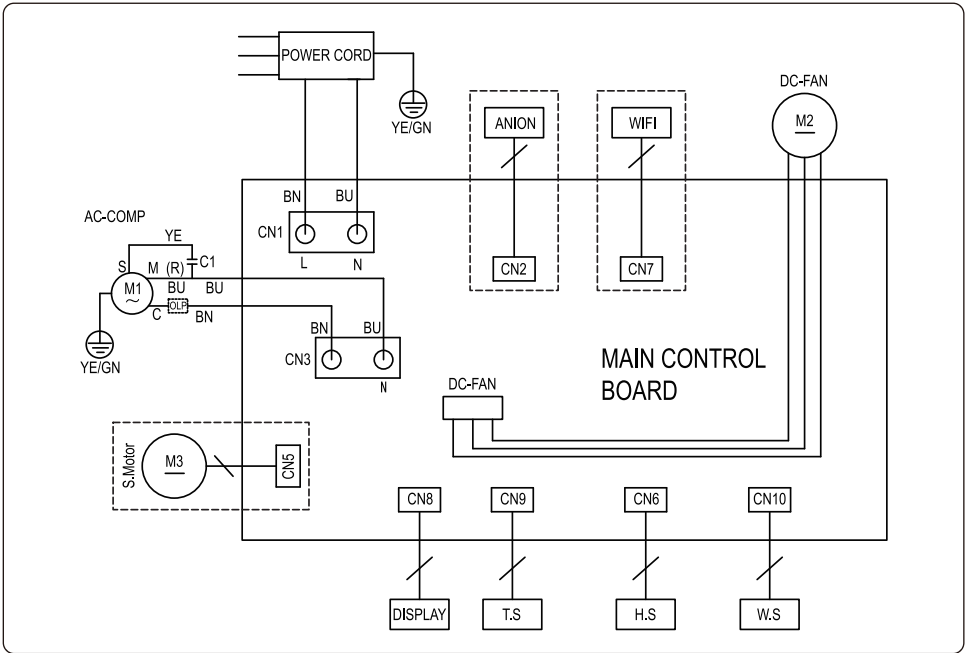 POWER CORD
YE/GN
ANION
WIFI
DC-FAN
M2
BN
BU
CN1
L
N
CN2
CN7
AC-COMP
YE
S
M (R)
C1
BU
BU
M1
~
C
OLP
BN
YE/GN
BN
BU
CN3
N
MAIN CONTROL
BOARD
DC-FAN
S.Motor
M3
CN5
CN8
CN9
CN6
CN10
DISPLAY
T.S
H.S
W.S